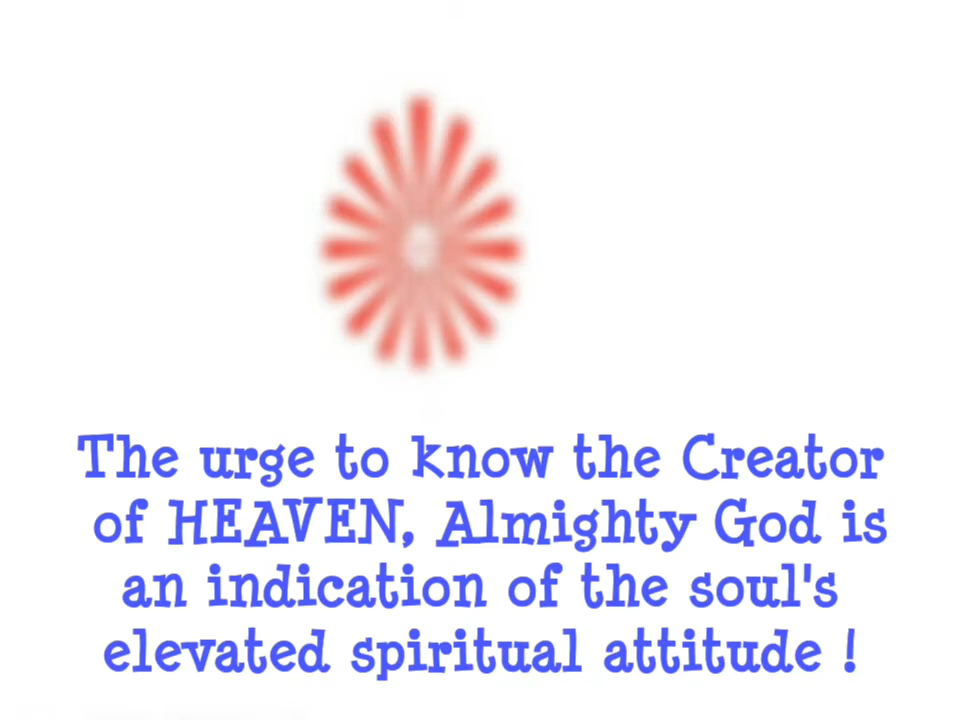 The urge to know the Creator
of HEAVEN, Almighty God is
an indication of the soul's
elevated spiritual attitude !